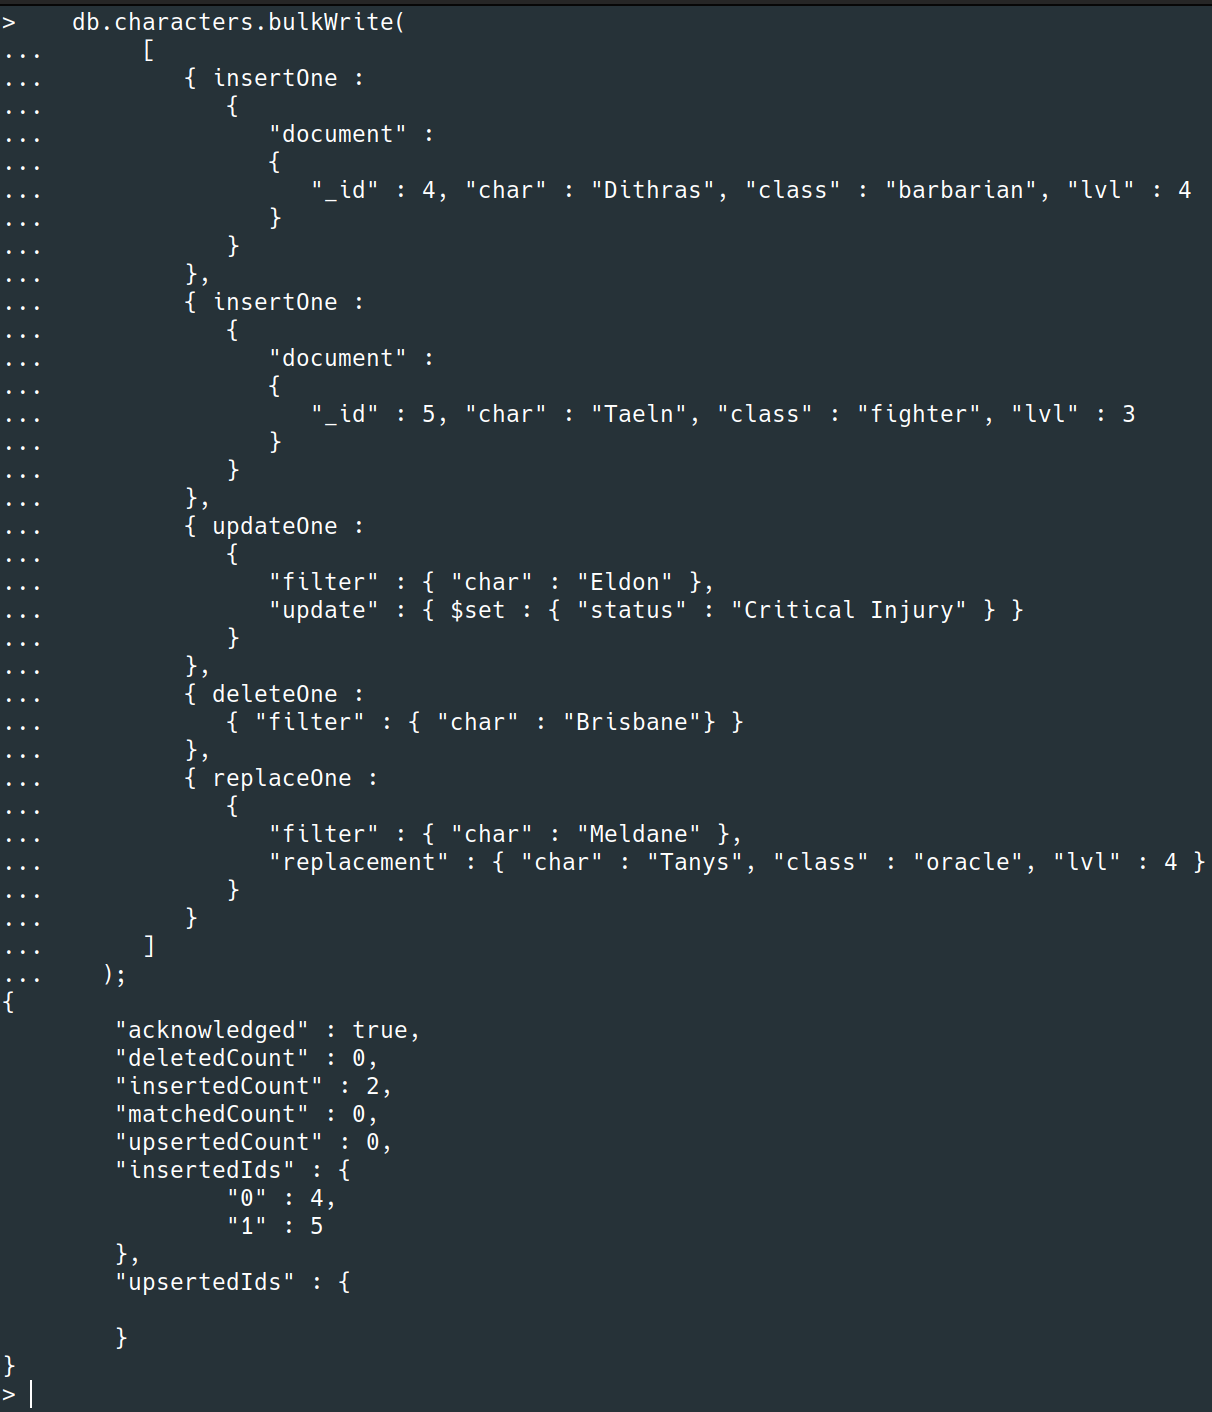 >    db.characters.bulkWrite(
...       [
...          { insertOne :
...             {
...                "document" :
...                {
...                   "_id" : 4, "char" : "Dithras", "class" : "barbarian", "lvl" : 4
...                }
...             }
...          },
...          { insertOne :
...             {
...                "document" :
...                {
...                   "_id" : 5, "char" : "Taeln", "class" : "fighter", "lvl" : 3
...                }
...             }
...          },
...          { updateOne :
...             {
...                "filter" : { "char" : "Eldon" },
...                "update" : { $set : { "status" : "Critical Injury" } }
...             }
...          },
...          { deleteOne :
...             { "filter" : { "char" : "Brisbane"} }
...          },
...          { replaceOne :
...             {
...                "filter" : { "char" : "Meldane" },
...                "replacement" : { "char" : "Tanys", "class" : "oracle", "lvl" : 4 }
...             }
...          }
...       ]
...    );
{
        "acknowledged" : true,
        "deletedCount" : 0,
        "insertedCount" : 2,
        "matchedCount" : 0,
        "upsertedCount" : 0,
        "insertedIds" : {
                "0" : 4,
                "1" : 5
        },
        "upsertedIds" : {

        }
}
>